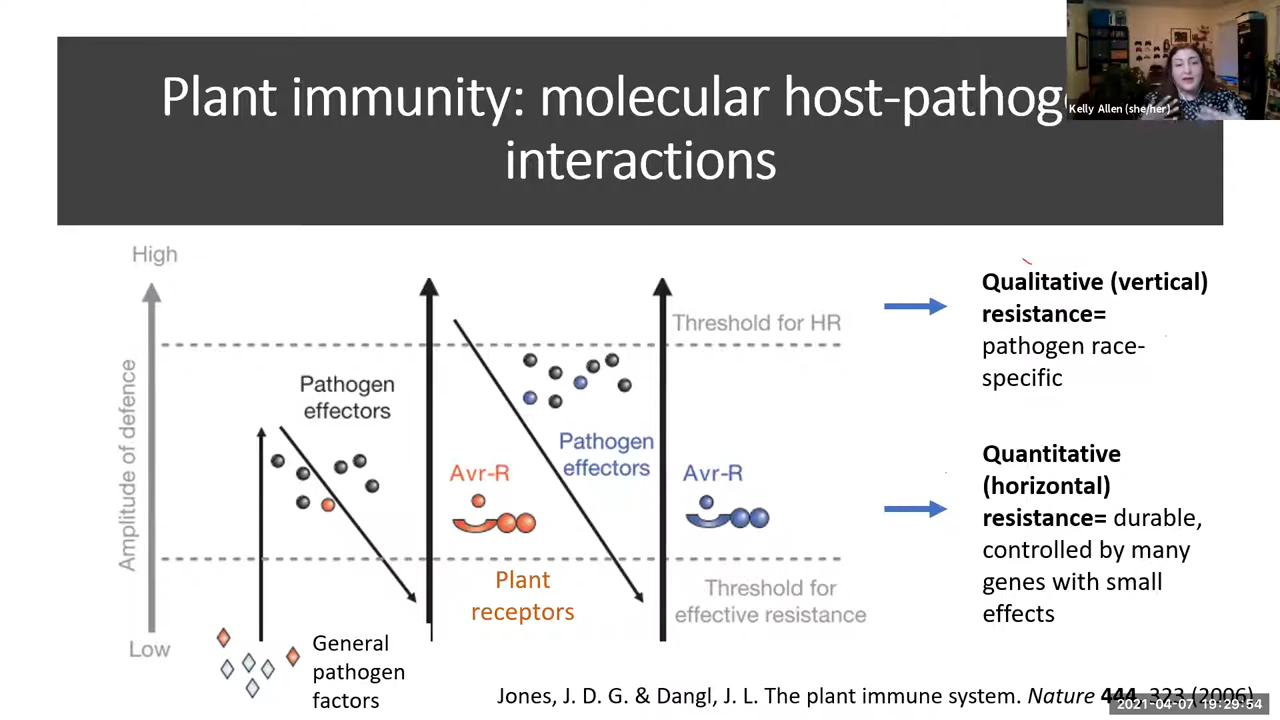 Plant immunity: molecular host-pathog
interactions
Kelly Allen (she/her)
High
Amplitude of defence
Low
Pathogen
effectors
General
pathogen
factors
Avr-R
Plant
receptors
Pathogen
effectors
Avr-R
Threshold for HR
Threshold for
effective resistance
Qualitative (vertical)
resistance=
pathogen race-
specific
Quantitative
(horizontal)
resistance= durable,
controlled by many
genes with small
effects
Jones, J. D. G. & Dangl, J. L. The plant immune system. Nature 444, 323 (2006)
2021-04-07 19:29:54